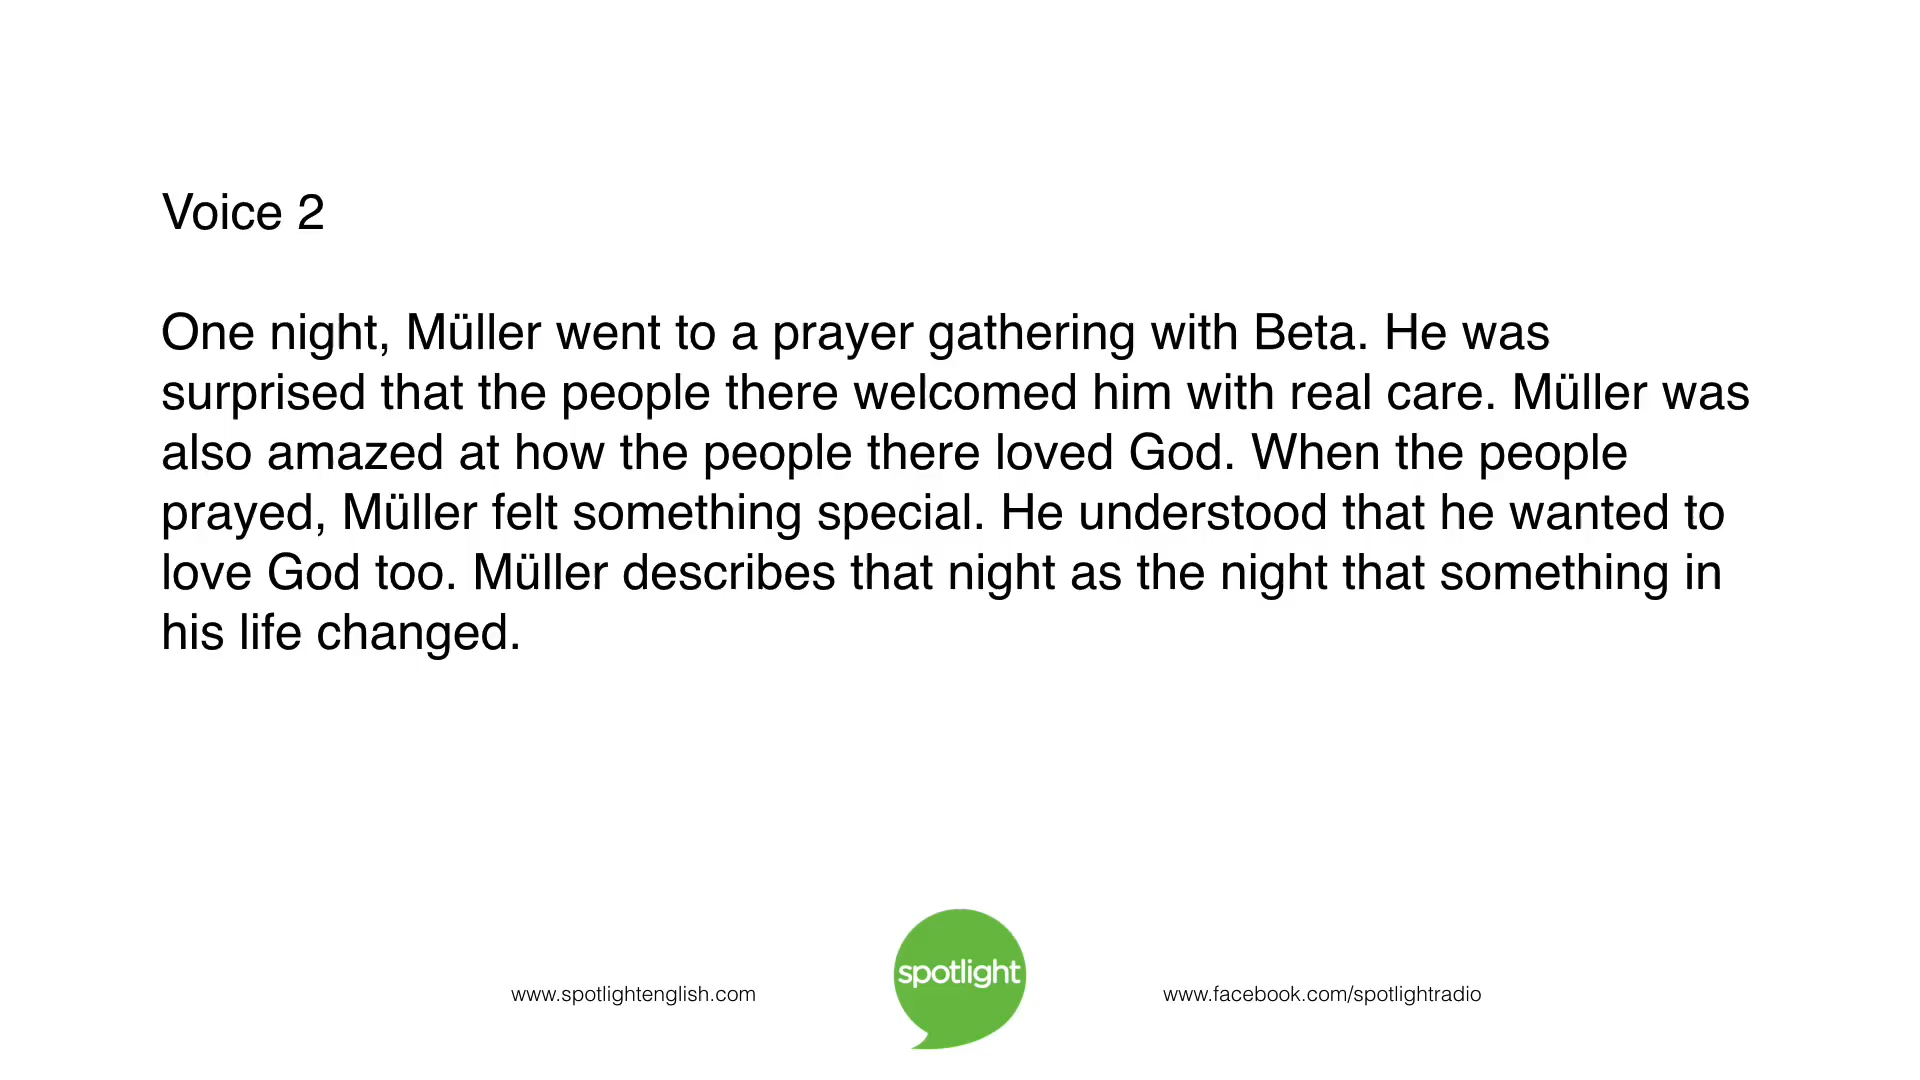 Voice 2
One night, Müller went to a prayer gathering with Beta. He was
surprised that the people there welcomed him with real care. Müller was
also amazed at how the people there loved God. When the people
prayed, Müller felt something special. He understood that he wanted to
love God too. Müller describes that night as the night that something in
his life changed.
spotlight
www.spotlightenglish.com
www.facebook.com/spotlightradio